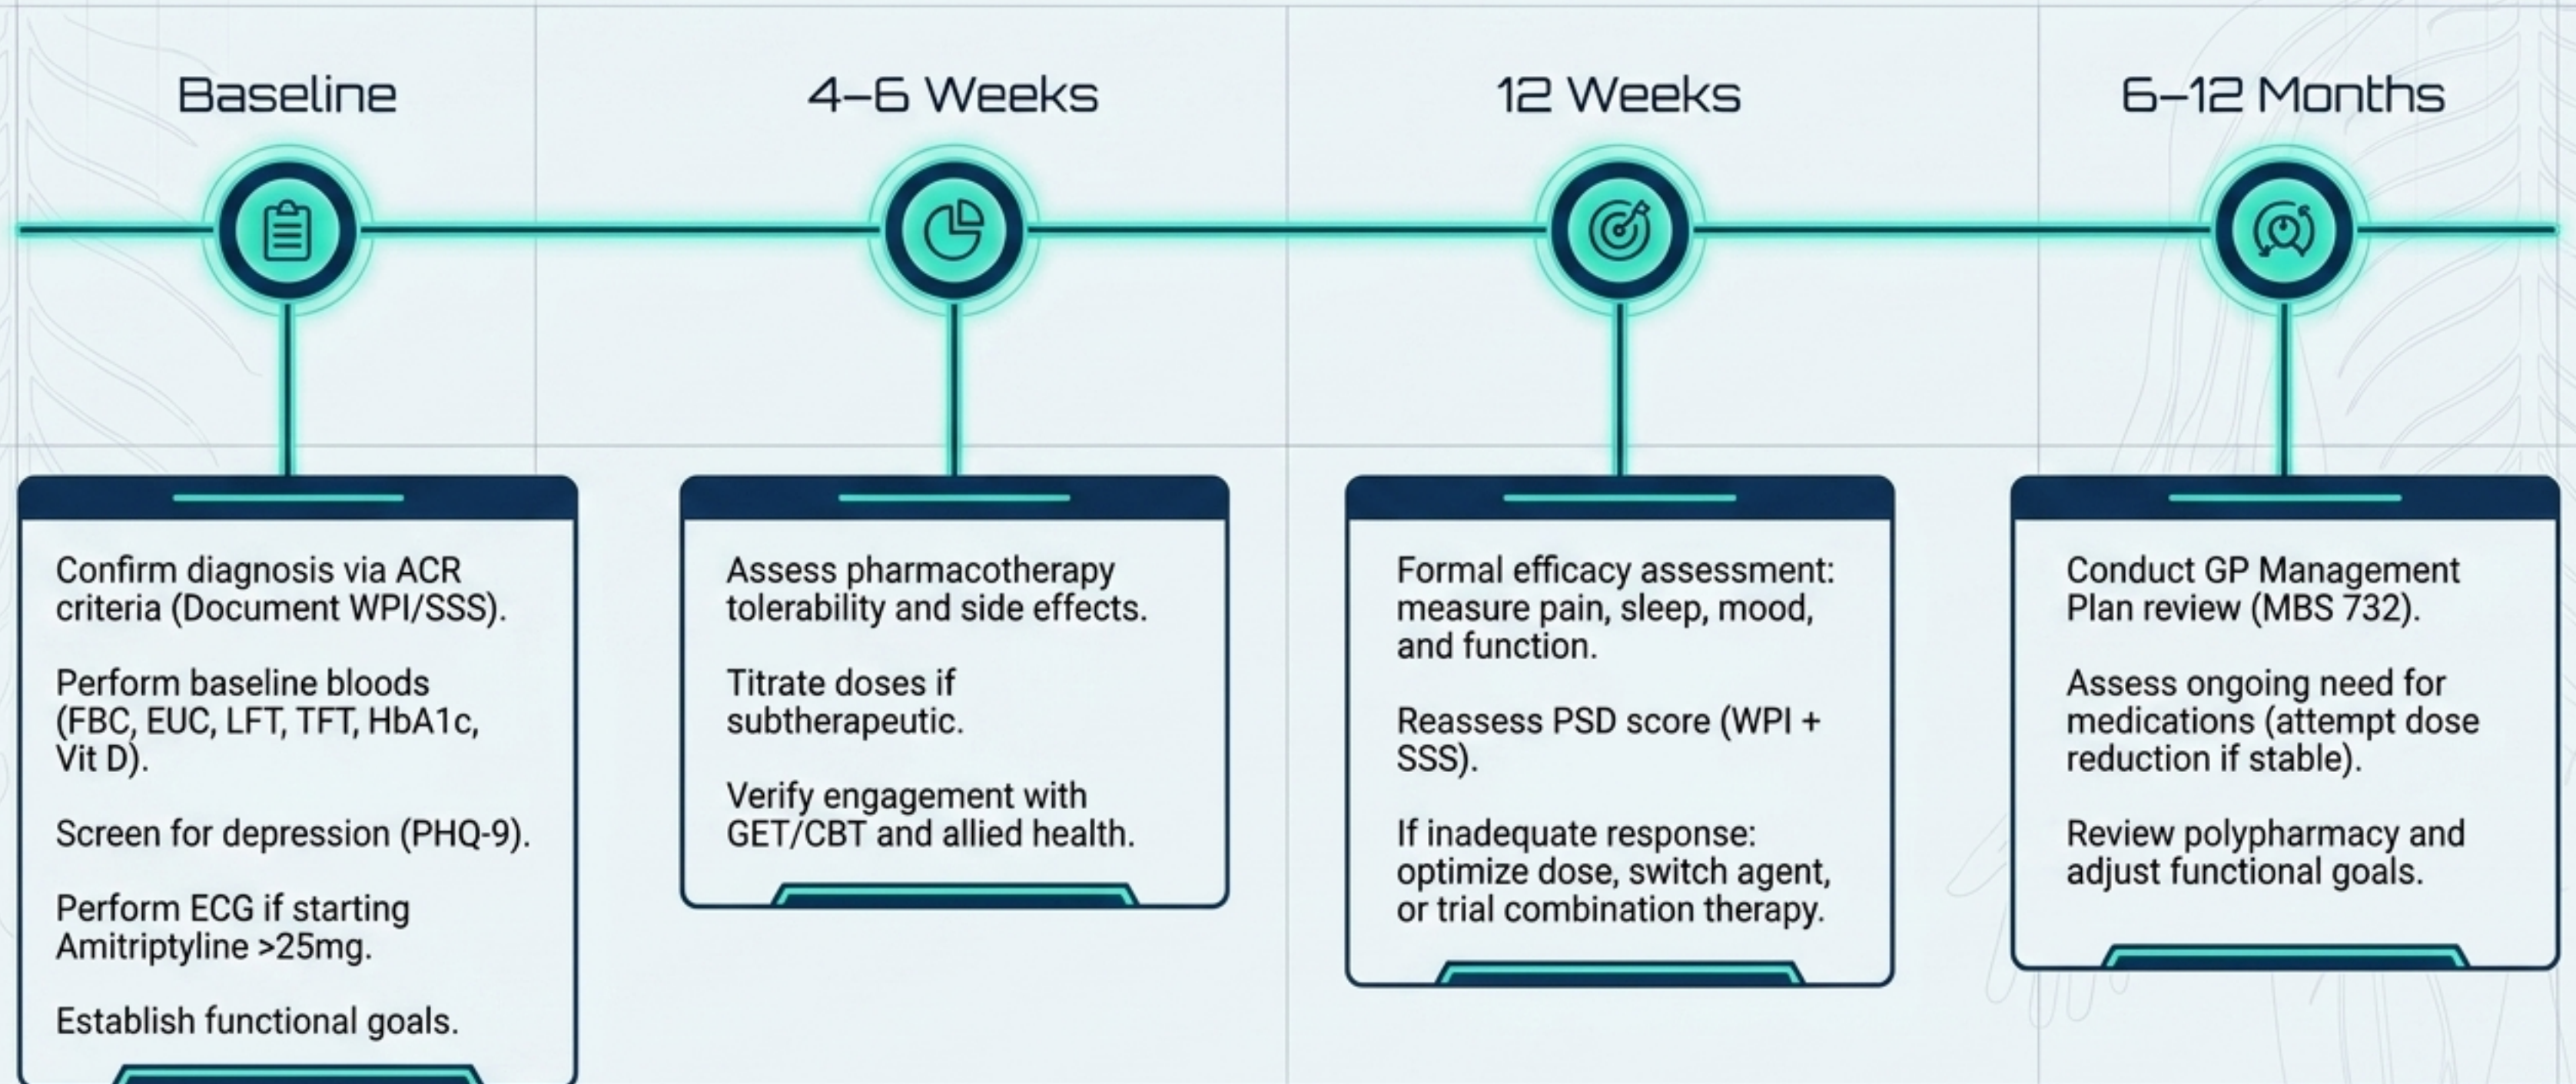 Baseline
4–6 Weeks
12 Weeks
6–12 Months
Confirm diagnosis via ACR
criteria (Document WPI/SSS).
Perform baseline bloods
(FBC, EUC, LFT, TFT, HbA1c,
Vit D).
Screen for depression (PHQ-9).
Perform ECG if starting
Amitriptyline >25mg.
Establish functional goals.
Assess pharmacotherapy
tolerability and side effects.
Titrate doses if
subtherapeutic.
Verify engagement with
GET/CBT and allied health.
Formal efficacy assessment:
measure pain, sleep, mood,
and function.
Reassess PSD score (WPI +
SSS).
If inadequate response:
optimize dose, switch agent,
or trial combination therapy.
Conduct GP Management
Plan review (MBS 732).
Assess ongoing need for
medications (attempt dose
reduction if stable).
Review polypharmacy and
adjust functional goals.